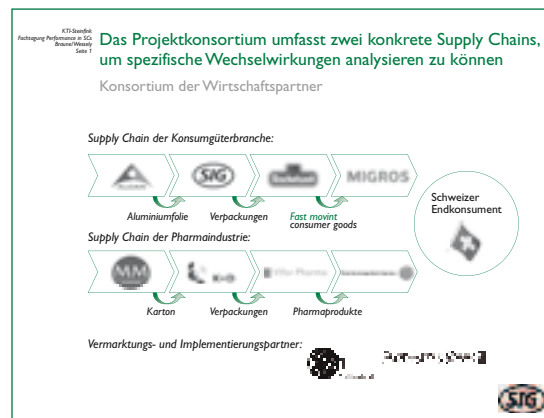 KTI-Steinfink
Fachtagung Performance in SCs
Braune/Wessely
Seite 1
Das Projektkonsortium umfasst zwei konkrete Supply Chains,
um spezifische Wechselwirkungen analysieren zu können
Konsortium der Wirtschaftspartner
Supply Chain der Konsumgüterbranche:
SIG
MIGROS
Schweizer
Endkonsument
Aluminiumfolie
Verpackungen
Fast movint
consumer goods
Supply Chain der Pharmaindustrie:
MM
Karton
Verpackungen
Pharmaprodukte
Vermarktungs- und Implementierungspartner:
SIG